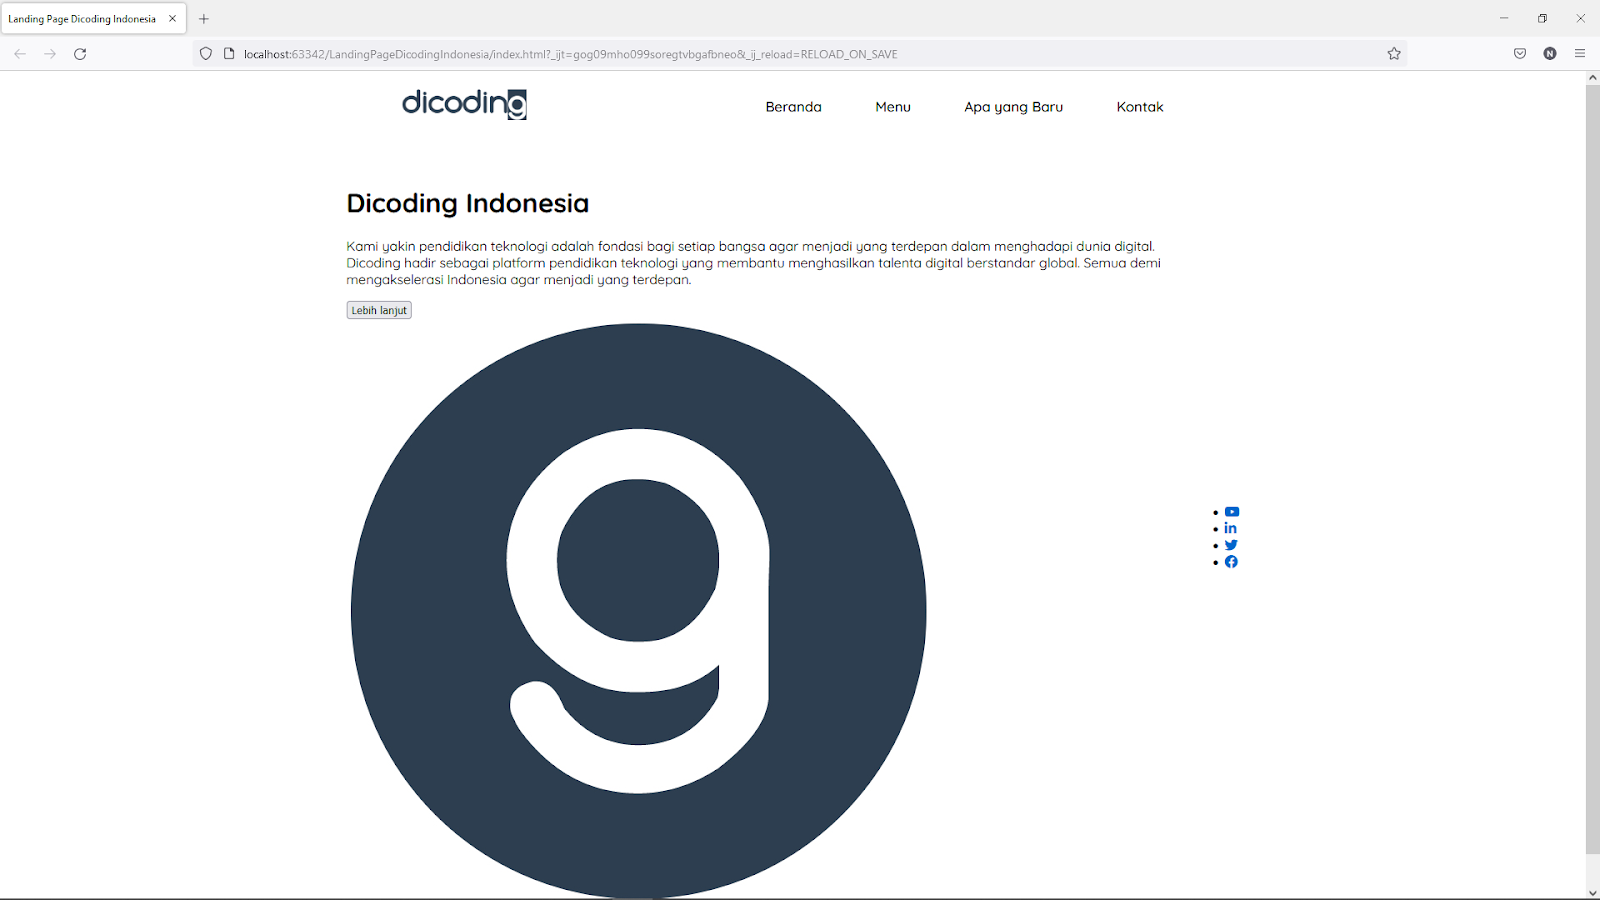 Landing Page Dicoding Indonesia
localhost:63342/LandingPageDicodingIndonesia/index.html?_ijt=gog09mho099soregtvbgafbneo&_ij_reload=RELOAD_ON_SAVE
N
dicoding
Beranda
Menu
Apa yang Baru
Kontak
Dicoding Indonesia
Kami yakin pendidikan teknologi adalah fondasi bagi setiap bangsa agar menjadi yang terdepan dalam menghadapi dunia digital.
Dicoding hadir sebagai platform pendidikan teknologi yang membantu menghasilkan talenta digital berstandar global. Semua demi
mengakselerasi Indonesia agar menjadi yang terdepan.
Lebih lanjut
g
in